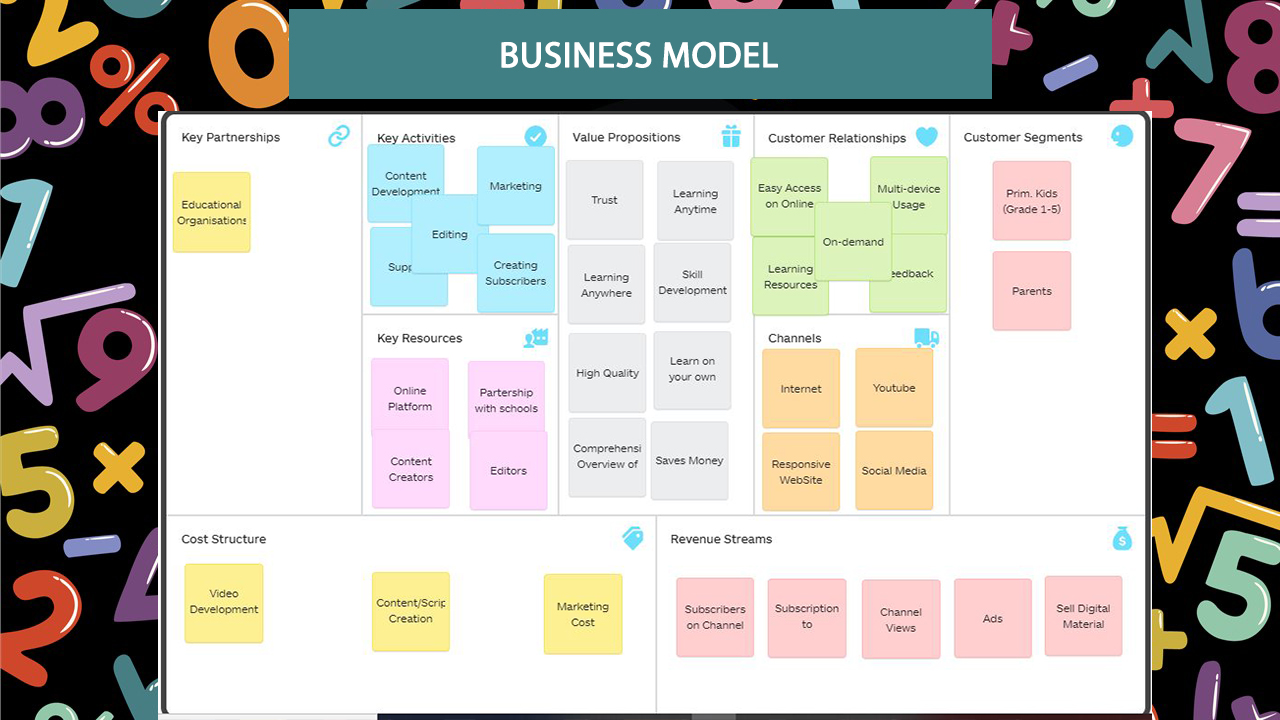 BUSINESS MODEL
Key Partnerships
Educational
Organisations
Key Activities
Content
Development
Marketing
Editing
Supp
Creating
Subscribers
Key Resources
Online
Platform
Partership
with schools
Content
Creators
Editors
Value Propositions
Trust
Learning
Anytime
Learning
Anywhere
Skill
Development
High Quality
Learn on
your own
Comprehensi
Overview of
Saves Money
Customer Relationships
Easy Access
on Online
Multi-device
Usage
On-demand
Learning
Resources
eedback
Channels
Internet
Youtube
Responsive
WebSite
Social Media
Customer Segments
Prim. Kids
(Grade 1-5)
Parents
Cost Structure
Video
Development
Content/Scrip
Creation
Marketing
Cost
Revenue Streams
Subscribers
on Channel
Subscription
to
Channel
Views
Ads
Sell Digital
Material
$